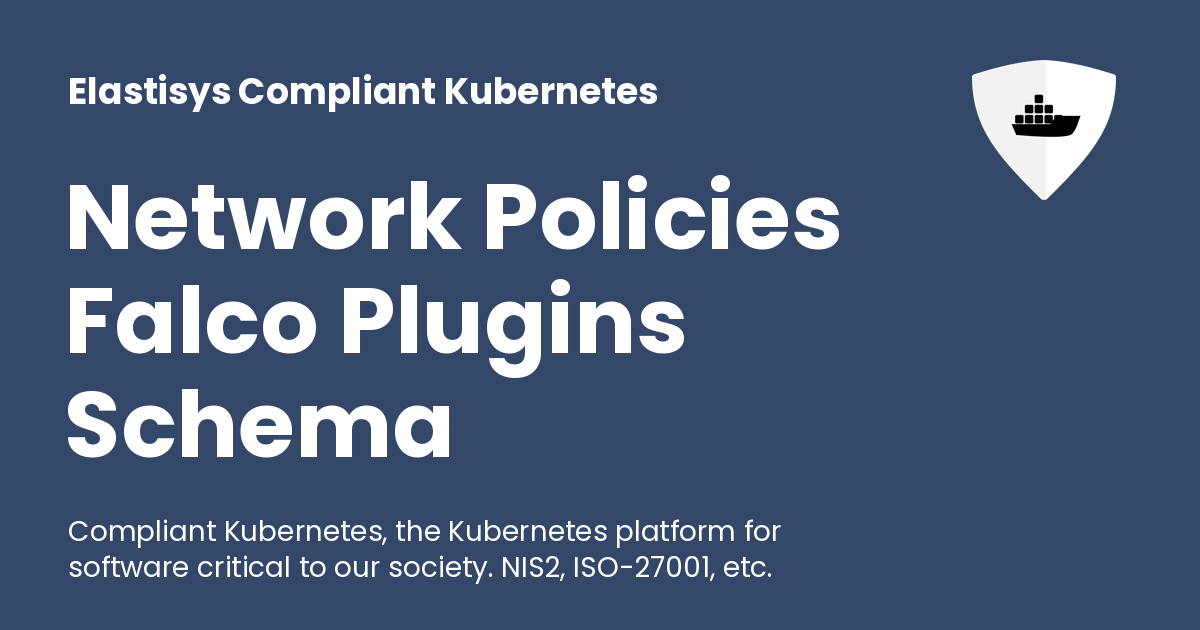 Elastisys Compliant Kubernetes
Network Policies
Falco Plugins
Schema
Compliant Kubernetes, the Kubernetes platform for
software critical to our society. NIS2, ISO-27001, etc.